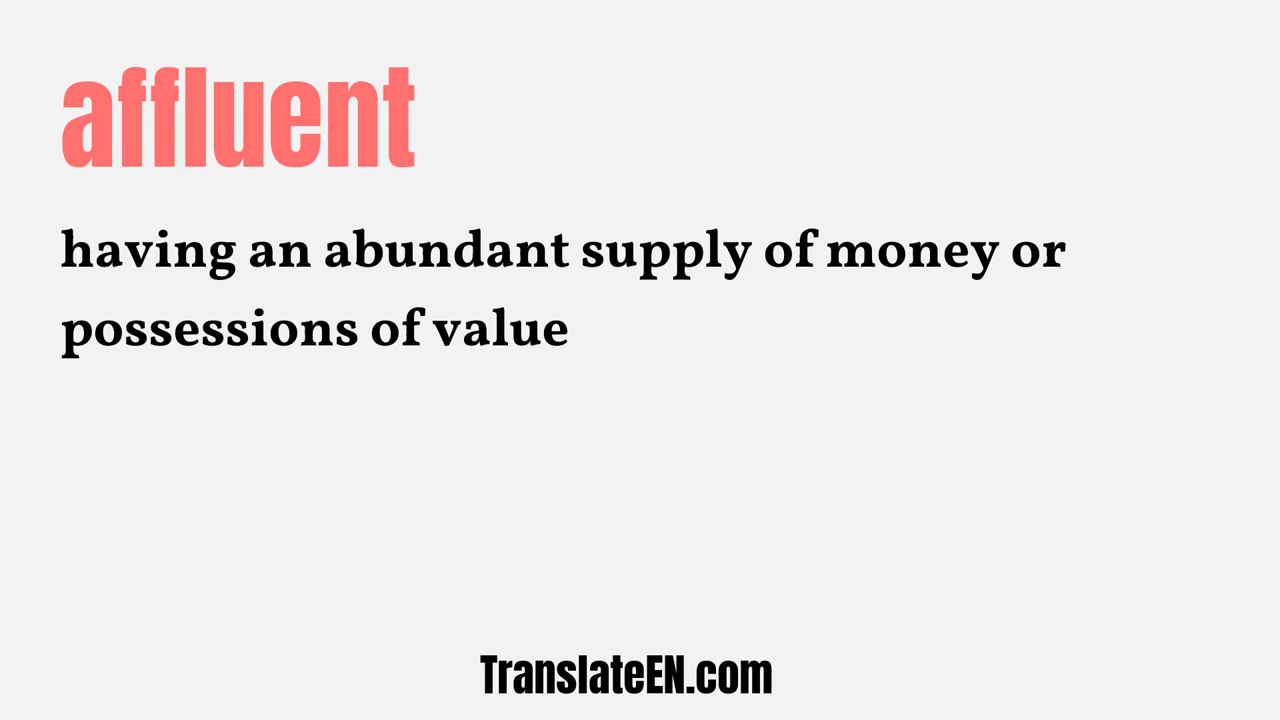 affluent
having an abundant supply of money or
possessions of value
TranslateEN.com